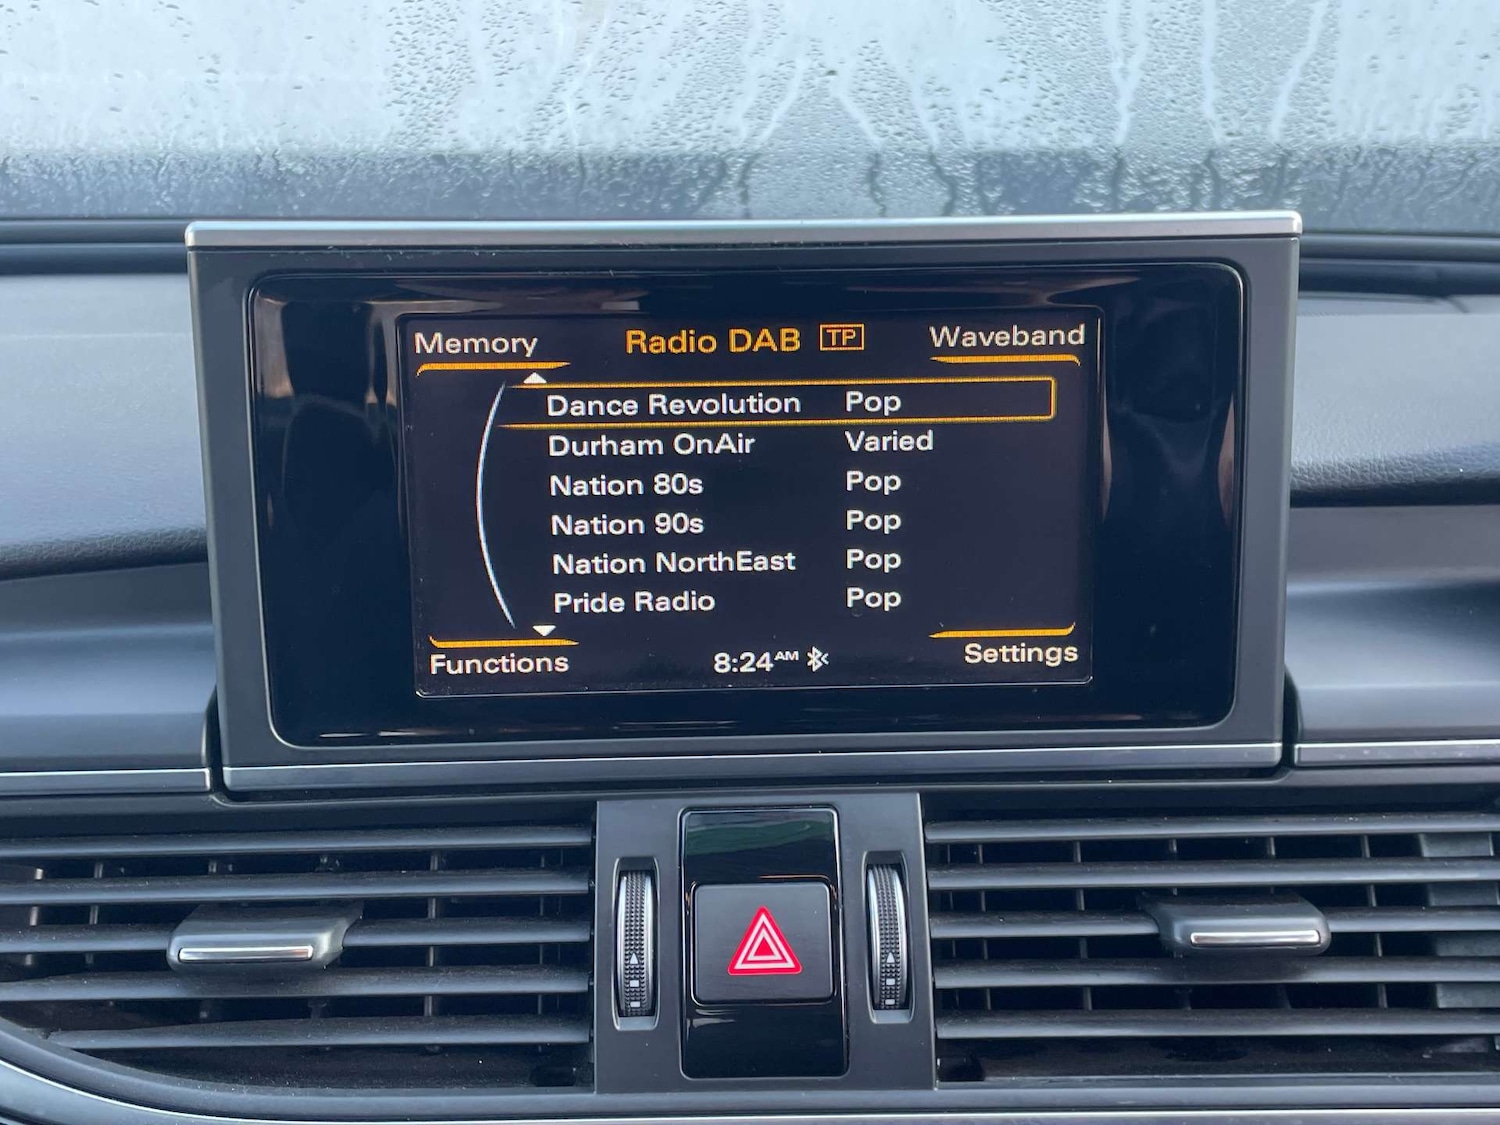 Memory Radio DAB TP Waveband
Dance Revolution Pop
Durham OnAir Varied
Nation 80s Pop
Nation 90s Pop
Nation NorthEast Pop
Pride Radio Pop
Functions 8:24AM Settings